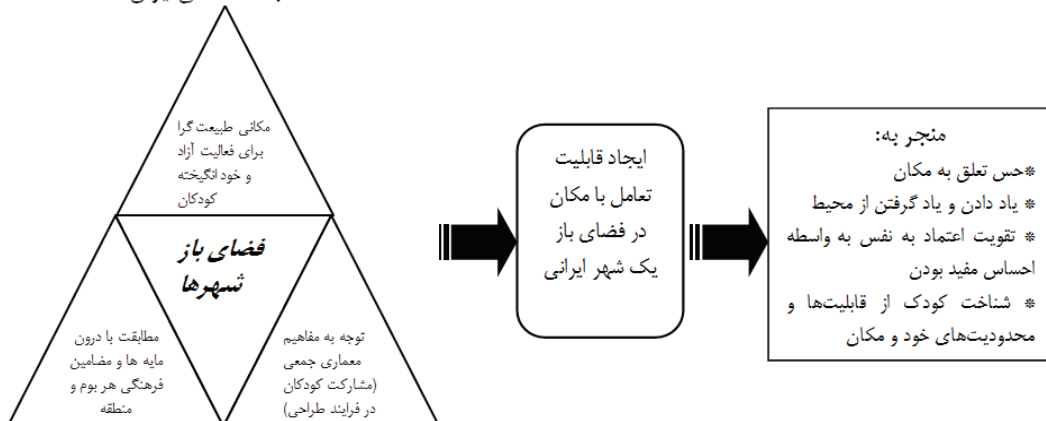 مکانی طبیعت گرا
برای فعالیت آزاد
و خود انگیخته
کودکان
فضای باز
شهرها
مطابقت با درون
مایه ها و مضامین
فرهنگی هر بوم و
منطقه
توجه به مفاهیم
معماری جمعی
(مشارکت کودکان
در فرایند طراحی)
ایجاد قابلیت
تعامل با مکان
در فضای باز
یک شهر ایرانی
منجر به:
*حس تعلق به مکان
* یاد دادن و یاد گرفتن از محیط
* تقویت اعتماد به نفس به واسطه
احساس مفید بودن
* شناخت کودک از قابلیت‌ها و
محدودیت‌های خود و مکان